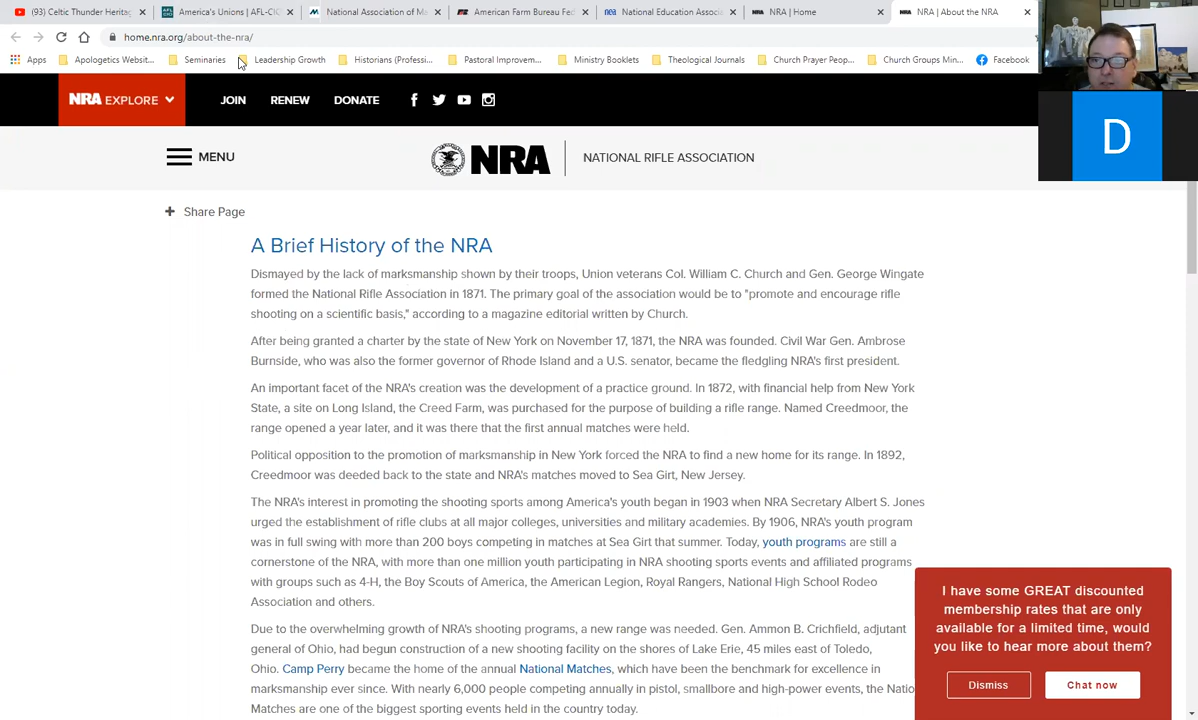 (93) Celtic Thunder Heritag
America's Unions | AFL-CIO
National Association of Ma
American Farm Bureau Fed
National Education Associa
NRA | Home
NRA | About the NRA
home.nra.org/about-the-nra/
Apps
Apologetics Websit...
Seminaries
Leadership Growth
Historians (Professi...
Pastoral Improvem...
Ministry Booklets
Theological Journals
Church Prayer Peop...
Church Groups Min...
Facebook
NRA EXPLORE
JOIN
RENEW
DONATE
D
MENU
NRA
NATIONAL RIFLE ASSOCIATION
+ Share Page
A Brief History of the NRA
Dismayed by the lack of marksmanship shown by their troops, Union veterans Col. William C. Church and Gen. George Wingate
formed the National Rifle Association in 1871. The primary goal of the association would be to "promote and encourage rifle
shooting on a scientific basis," according to a magazine editorial written by Church.
After being granted a charter by the state of New York on November 17, 1871, the NRA was founded. Civil War Gen. Ambrose
Burnside, who was also the former governor of Rhode Island and a U.S. senator, became the fledgling NRA's first president.
An important facet of the NRA's creation was the development of a practice ground. In 1872, with financial help from New York
State, a site on Long Island, the Creed Farm, was purchased for the purpose of building a rifle range. Named Creedmoor, the
range opened a year later, and it was there that the first annual matches were held.
Political opposition to the promotion of marksmanship in New York forced the NRA to find a new home for its range. In 1892,
Creedmoor was deeded back to the state and NRA's matches moved to Sea Girt, New Jersey.
The NRA's interest in promoting the shooting sports among America's youth began in 1903 when NRA Secretary Albert S. Jones
urged the establishment of rifle clubs at all major colleges, universities and military academies. By 1906, NRA's youth program
was in full swing with more than 200 boys competing in matches at Sea Girt that summer. Today, youth programs are still a
cornerstone of the NRA, with more than one million youth participating in NRA shooting sports events and affiliated programs
with groups such as 4-H, the Boy Scouts of America, the American Legion, Royal Rangers, National High School Rodeo
Association and others.
Due to the overwhelming growth of NRA's shooting programs, a new range was needed. Gen. Ammon B. Crichfield, adjutant
general of Ohio, had begun construction of a new shooting facility on the shores of Lake Erie, 45 miles east of Toledo,
Ohio. Camp Perry became the home of the annual National Matches, which have been the benchmark for excellence in
marksmanship ever since. With nearly 6,000 people competing annually in pistol, smallbore and high-power events, the Natio
Matches are one of the biggest sporting events held in the country today.
I have some GREAT discounted
membership rates that are only
available for a limited time, would
you like to hear more about them?
Dismiss
Chat now